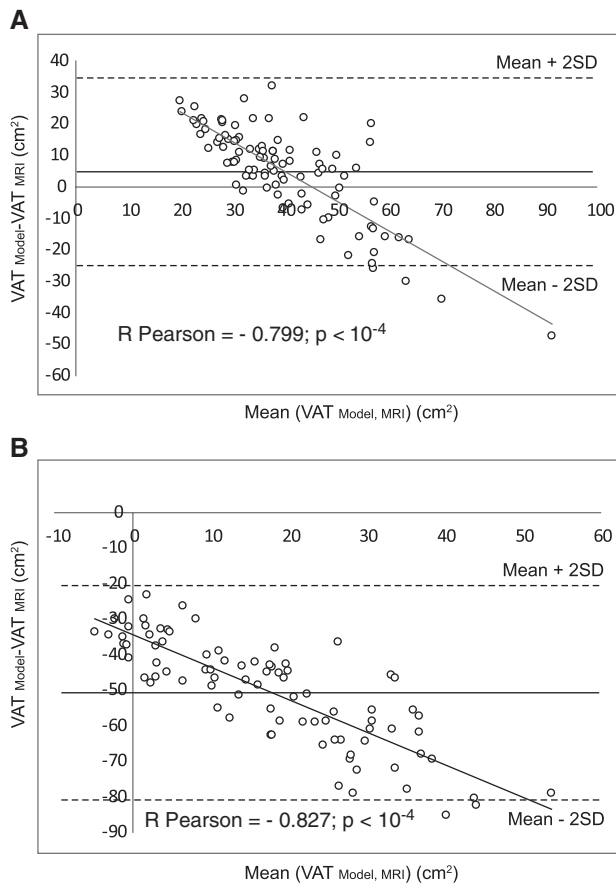 A
40
Mean + 2SD
30
20
10
0
0 10 20 30 40 50 60 70 80 90 100
-10
-20
-30
Mean - 2SD
-40
R Pearson = - 0.799; p < 10-4
-50
-60
VAT Model-VAT MRI (cm2)
Mean (VAT Model, MRI) (cm2)
B
0
-10 0 10 20 30 40 50 60
-10
Mean + 2SD
-20
-30
-40
-50
-60
-70
-80
R Pearson = - 0.827; p < 10-4
Mean - 2SD
-90
VAT Model-VAT MRI (cm2)
Mean (VAT Model, MRI) (cm2)